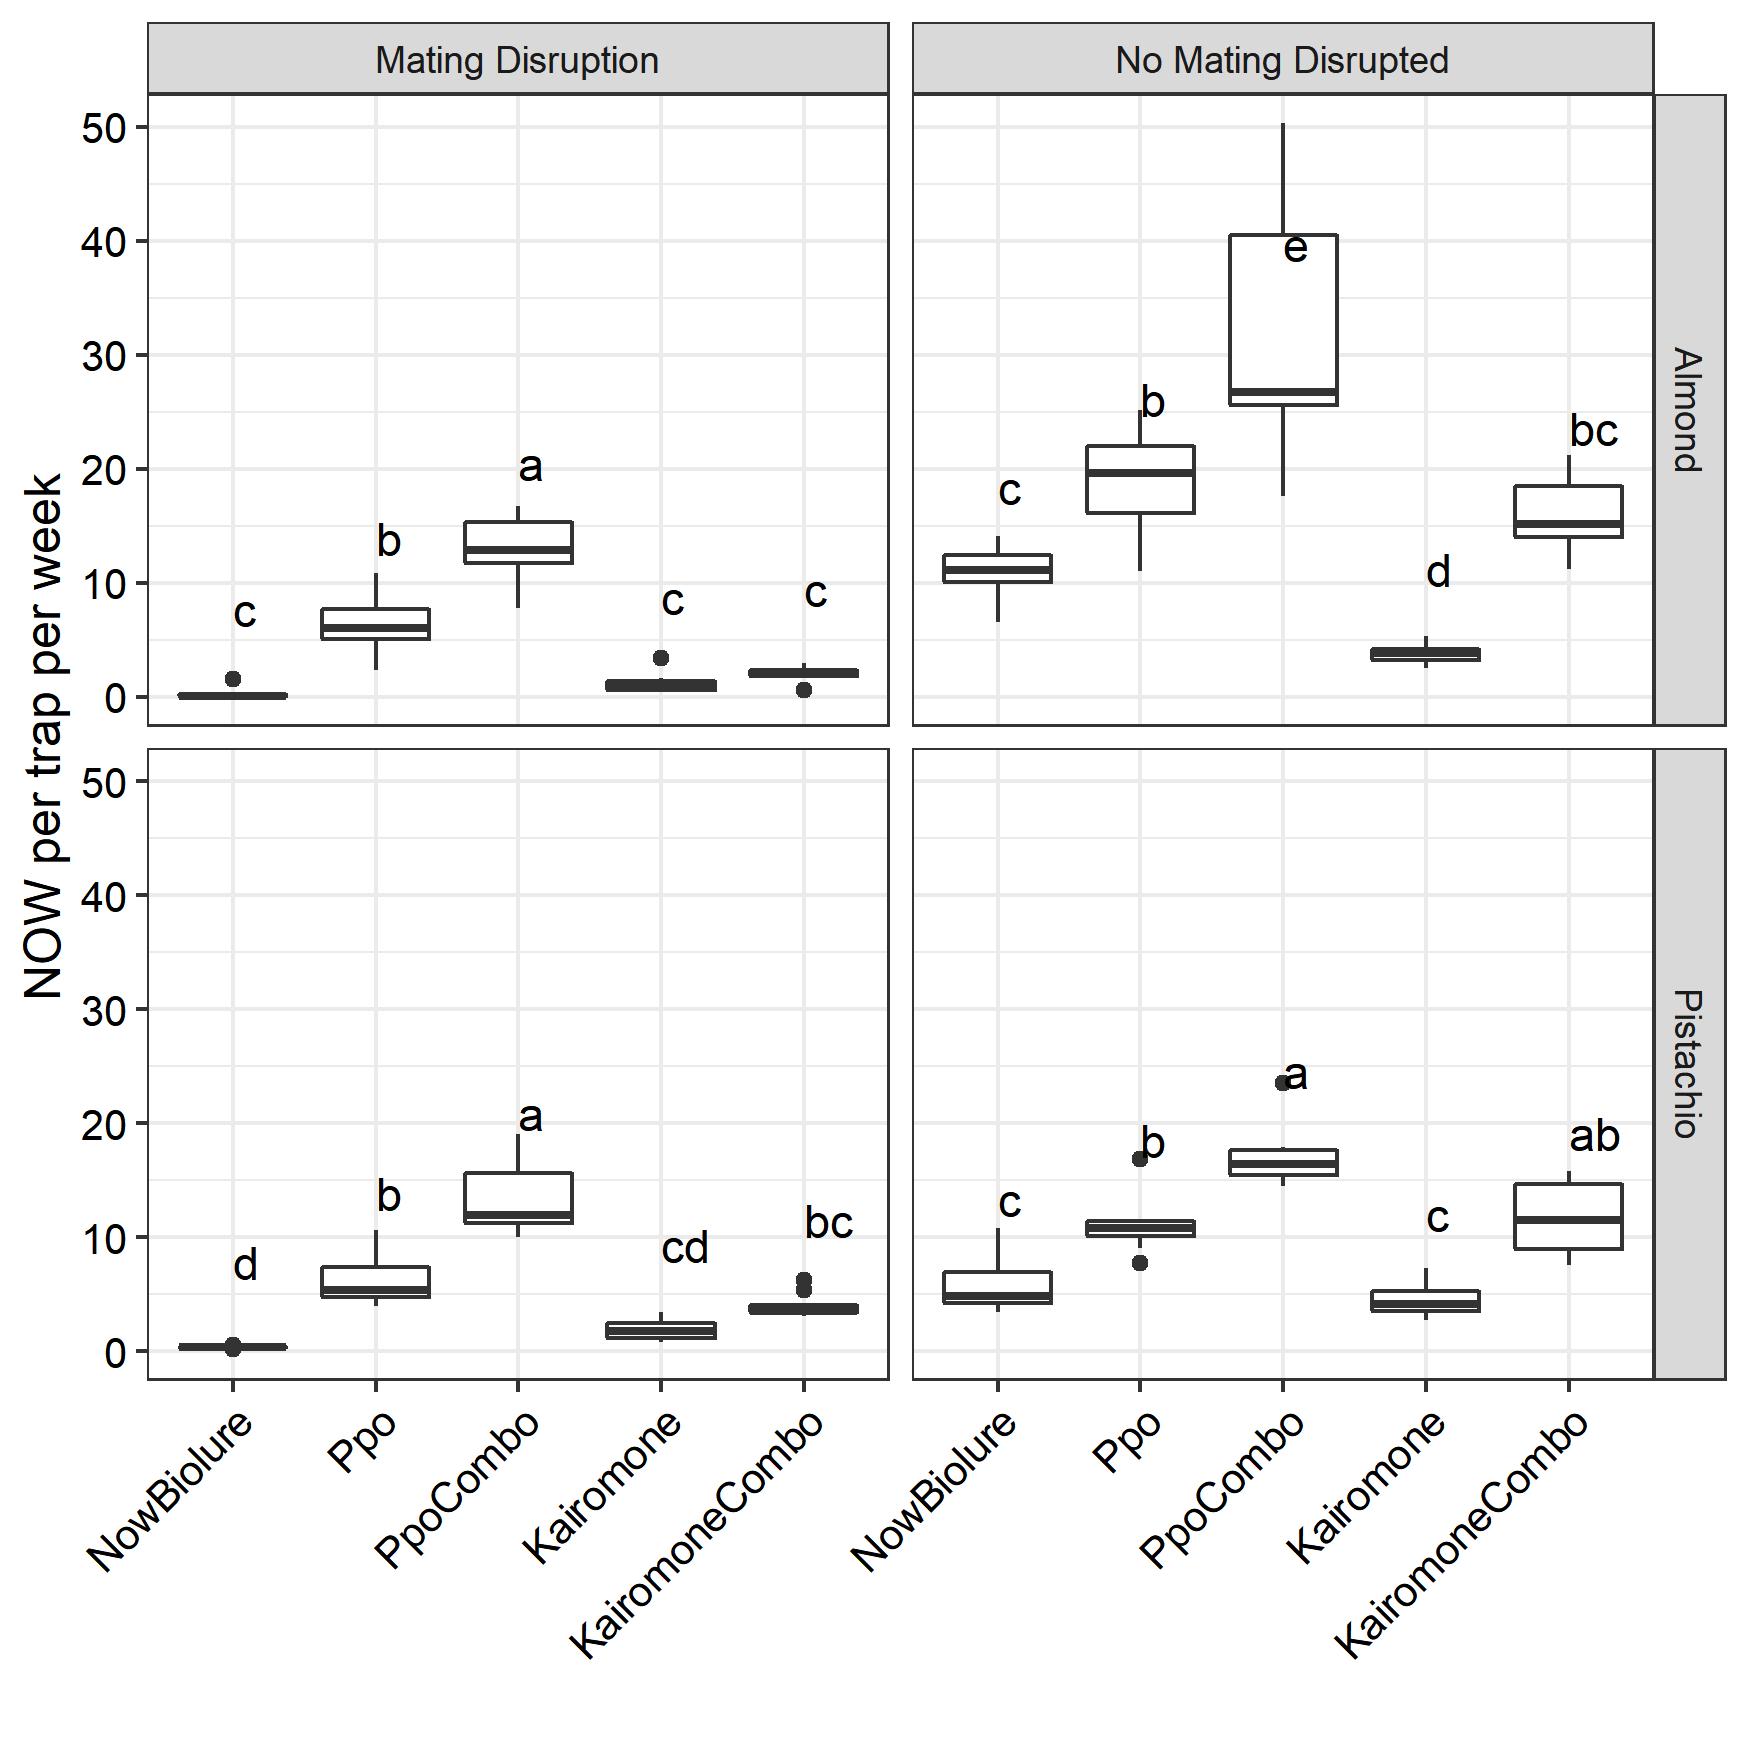 Mating Disruption
No Mating Disrupted
NOW per trap per week
50
40
30
20
10
0
c
b
a
c
c
c
b
e
d
bc
Almond
50
40
30
20
10
0
d
b
a
cd
bc
c
b
a
c
ab
Pistachio
NowBiolure
Ppo
PpoCombo
Kairomone
KairomoneCombo
NowBiolure
Ppo
PpoCombo
Kairomone
KairomoneCombo